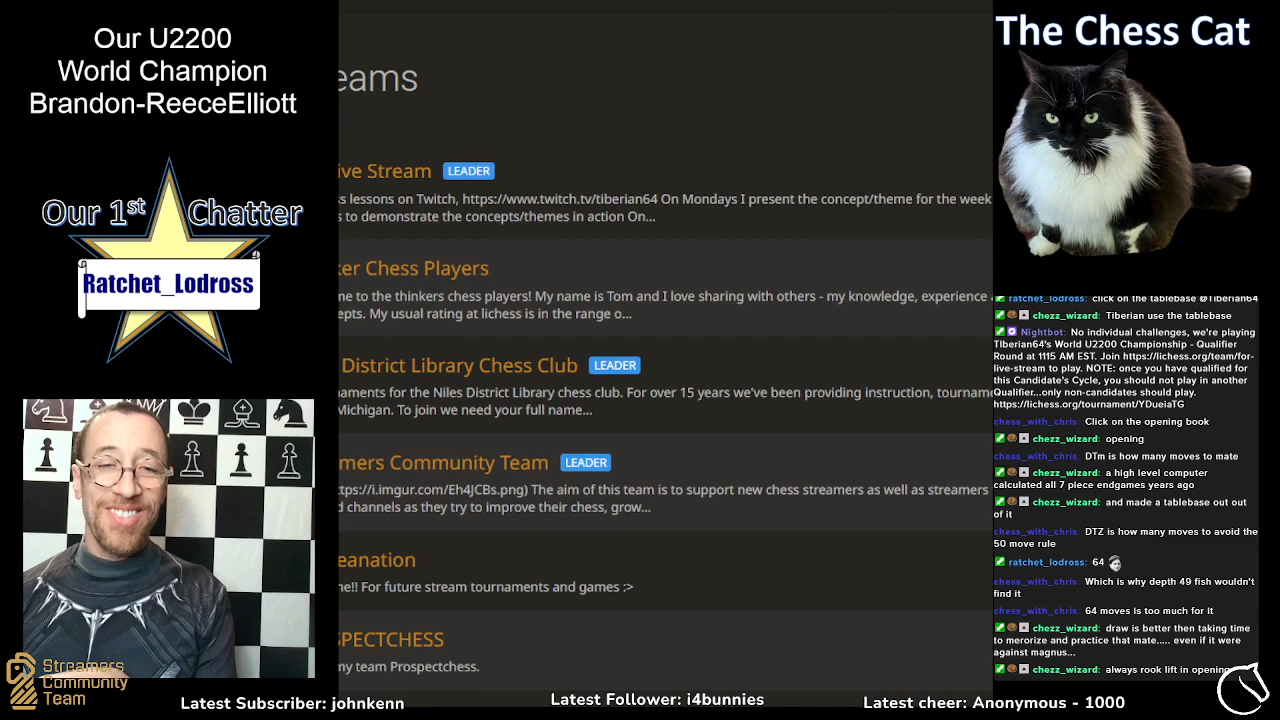 Our U2200
World Champion
Brandon-ReeceElliott
Our 1st Chatter
Ratchet_Lodross
Streamers
Community
Team
eams
ive Stream LEADER
ss lessons on Twitch, https://www.twitch.tv/tiberian64 On Mondays I present the concept/theme for the week
s to demonstrate the concepts/themes in action On...
ker Chess Players
me to the thinkers chess players! My name is Tom and I love sharing with others - my knowledge, experience a
epts. My usual rating at lichess is in the range o...
District Library Chess Club LEADER
naments for the Niles District Library chess club. For over 15 years we've been providing instruction, tourname
Michigan. To join we need your full name...
mers Community Team LEADER
ttps://i.imgur.com/Eh4JCBs.png) The aim of this team is to support new chess streamers as well as streamers
d channels as they try to improve their chess, grow...
eanation
me!! For future stream tournaments and games :>
SPECTCHESS
my team Prospectchess.
The Chess Cat
ratchet_lodross: click on the tablebase @Tiberian64
chezz_wizard: Tiberian use the tablebase
Nightbot: No individual challenges, we're playing
TIberian64's World U2200 Championship - Qualifier
Round at 1115 AM EST. Join https://lichess.org/team/for-
live-stream to play. NOTE: once you have qualified for
this Candidate's Cycle, you should not play in another
Qualifier...only non-candidates should play.
https://lichess.org/tournament/YDueiaTG
chess_with_chris: Click on the opening book
chezz_wizard: opening
chess_with_chris: DTm is how many moves to mate
chezz_wizard: a high level computer
calculated all 7 piece endgames years ago
chezz_wizard: and made a tablebase out out
of it
chess_with_chris: DTZ is how many moves to avoid the
50 move rule
ratchet_lodross: 64
chess_with_chris: Which is why depth 49 fish wouldn't
find it
chess_with_chris: 64 moves is too much for it
chezz_wizard: draw is better then taking time
to merorize and practice that mate..... even if it were
against magnus...
chezz_wizard: always rook lift in opening
Latest Subscriber: johnkenn
Latest Follower: i4bunnies
Latest cheer: Anonymous - 1000